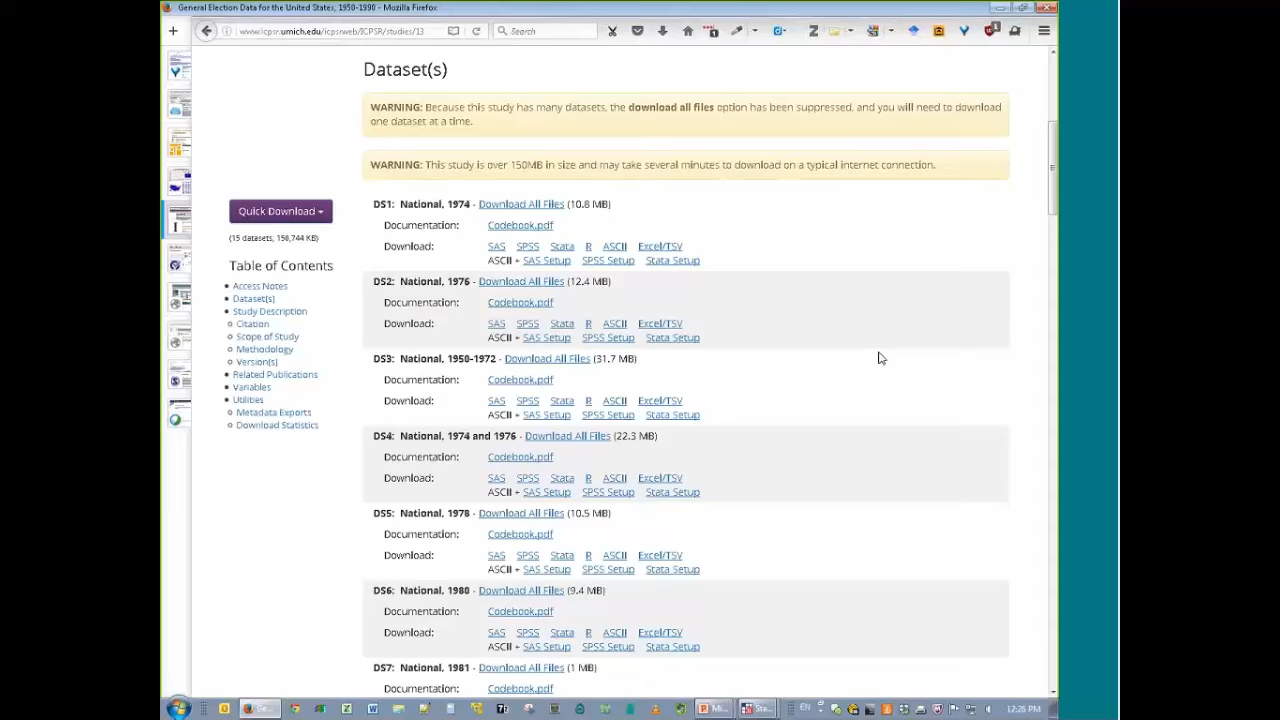 General Election Data for the United States, 1950-1990 - Mozilla Firefox
www.icpsr.umich.edu/icpsrweb/ICPSR/studies/13
Search
1
Dataset(s)
WARNING: Because this study has many datasets, the download all files option has been suppressed, and you will need to download
one dataset at a time.
WARNING: This study is over 150MB in size and may take several minutes to download on a typical internet connection.
Quick Download
(15 datasets; 156,744 KB)
Table of Contents
Access Notes
Dataset(s)
Study Description
Citation
Scope of Study
Methodology
Version(s)
Related Publications
Variables
Utilities
Metadata Exports
Download Statistics
DS1: National, 1974 - Download All Files (10.8 MB)
Documentation: Codebook.pdf
Download: SAS SPSS Stata R ASCII Excel/TSV
ASCII + SAS Setup SPSS Setup Stata Setup
DS2: National, 1976 - Download All Files (12.4 MB)
Documentation: Codebook.pdf
Download: SAS SPSS Stata R ASCII Excel/TSV
ASCII + SAS Setup SPSS Setup Stata Setup
DS3: National, 1950-1972 - Download All Files (31.7 MB)
Documentation: Codebook.pdf
Download: SAS SPSS Stata R ASCII Excel/TSV
ASCII + SAS Setup SPSS Setup Stata Setup
DS4: National, 1974 and 1976 - Download All Files (22.3 MB)
Documentation: Codebook.pdf
Download: SAS SPSS Stata R ASCII Excel/TSV
ASCII + SAS Setup SPSS Setup Stata Setup
DS5: National, 1978 - Download All Files (10.5 MB)
Documentation: Codebook.pdf
Download: SAS SPSS Stata R ASCII Excel/TSV
ASCII + SAS Setup SPSS Setup Stata Setup
DS6: National, 1980 - Download All Files (9.4 MB)
Documentation: Codebook.pdf
Download: SAS SPSS Stata R ASCII Excel/TSV
ASCII + SAS Setup SPSS Setup Stata Setup
DS7: National, 1981 - Download All Files (1 MB)
Documentation: Codebook.pdf
Ge... Mi... Sta... EN 12:26 PM